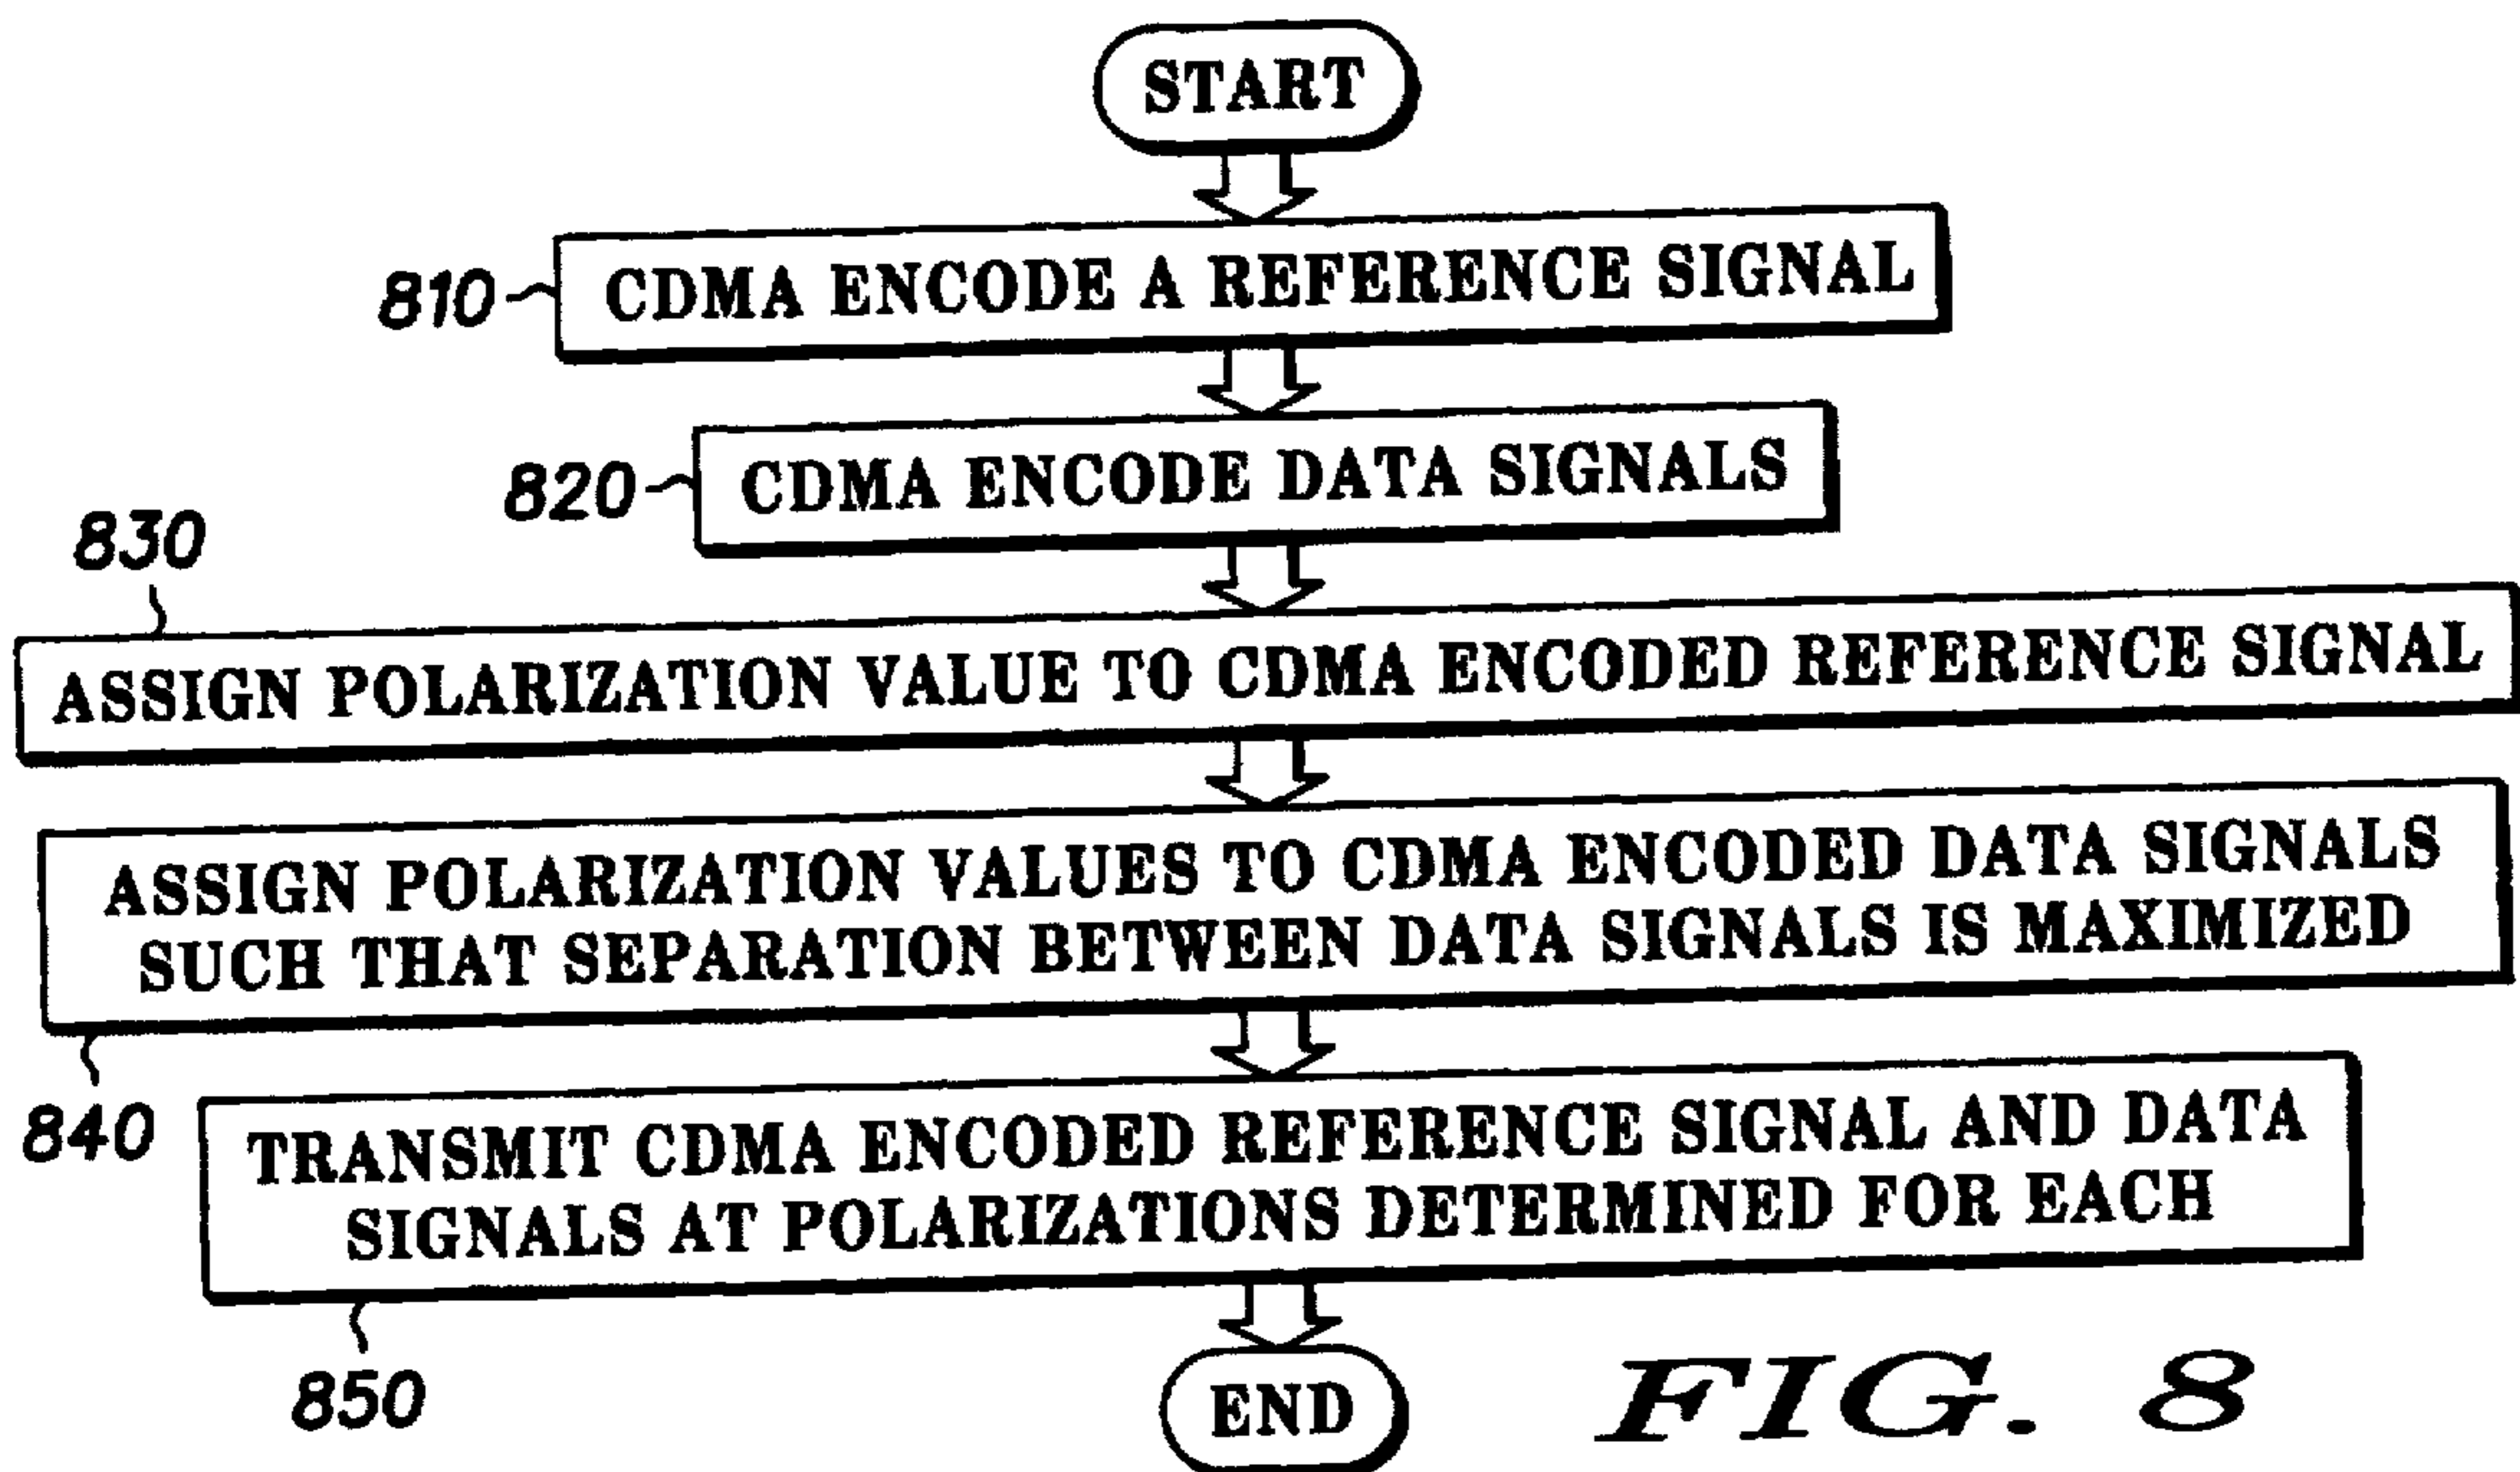 START
810
CDMA ENCODE A REFERENCE SIGNAL
820
CDMA ENCODE DATA SIGNALS
830
ASSIGN POLARIZATION VALUE TO CDMA ENCODED REFERENCE SIGNAL
ASSIGN POLARIZATION VALUES TO CDMA ENCODED DATA SIGNALS
SUCH THAT SEPARATION BETWEEN DATA SIGNALS IS MAXIMIZED
840
TRANSMIT CDMA ENCODED REFERENCE SIGNAL AND DATA
SIGNALS AT POLARIZATIONS DETERMINED FOR EACH
850
END
FIG. 8